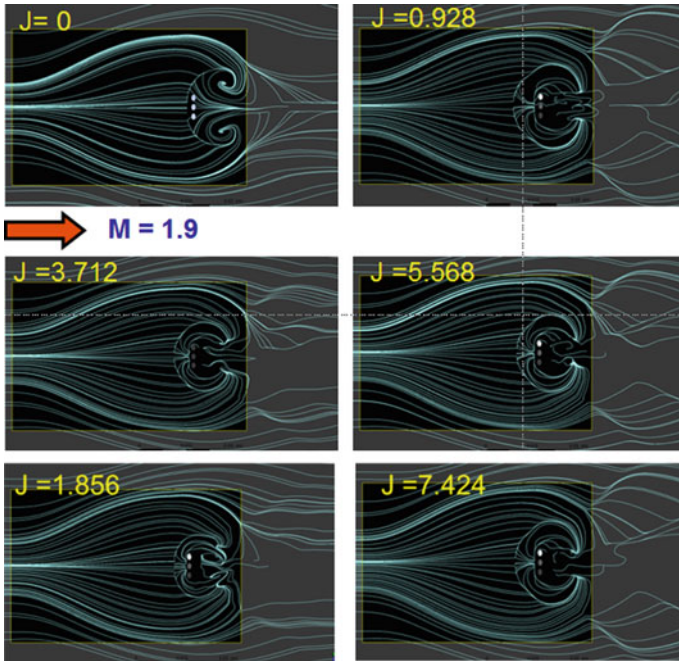 J= 0
J=0.928
M = 1.9
J =3.712
J =5.568
J =1.856
J =7.424